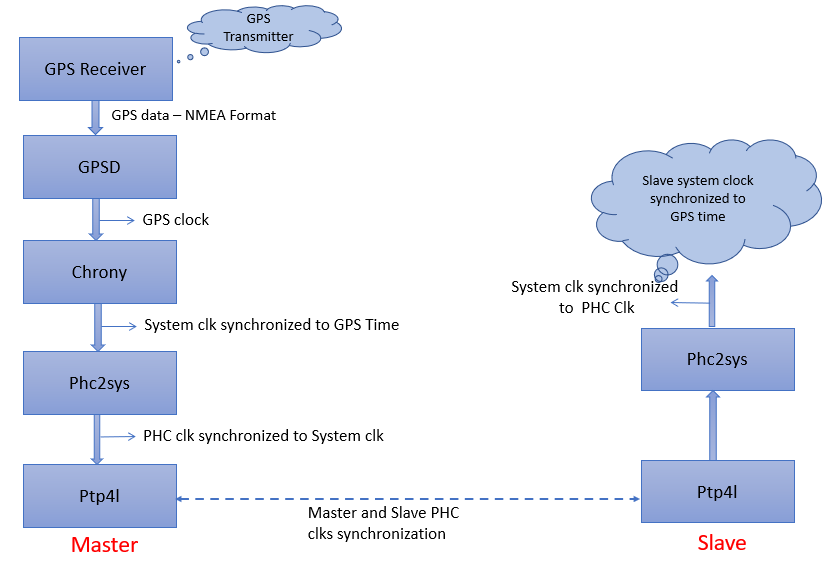 GPS
Transmitter
GPS Receiver
GPS data – NMEA Format
GPSD
GPS clock
Chrony
System clk synchronized to GPS Time
Phc2sys
PHC clk synchronized to System clk
Ptp4l
Master
Master and Slave PHC
clks synchronization
Slave system clock
synchronized to
GPS time
System clk synchronized
to PHC Clk
Phc2sys
Ptp4l
Slave